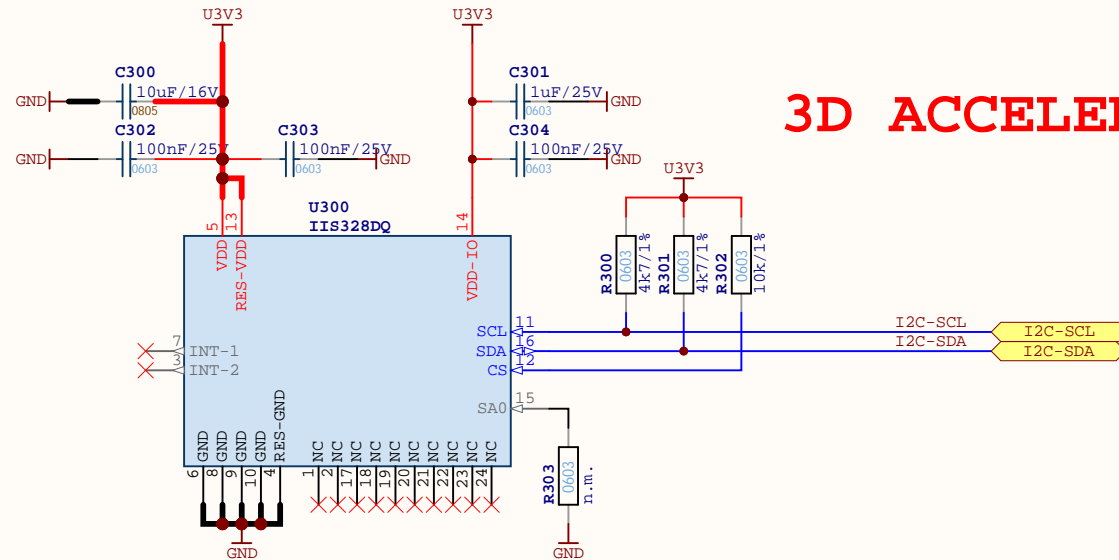 U3V3
U3V3
C300
10uF/16V
GND
0805
C301
1uF/25V
GND
0603
3D ACCELE
C302
100nF/25V
GND
0603
C303
100nF/25V
GND
0603
C304
100nF/25V
GND
0603
U3V3
U300
IIS328DQ
5
13
14
VDD
RES-VDD
VDD-IO
R300
0603
4k7/1%
R301
0603
4k7/1%
R302
0603
10k/1%
SCL
11
I2C-SCL
I2C-SCL
7
INT-1
SDA
16
I2C-SDA
I2C-SDA
3
INT-2
CS
12
SA0
15
GND
GND
GND
GND
RES-GND
NC
NC
NC
NC
NC
NC
NC
NC
NC
NC
6
8
9
10
4
1
2
17
18
19
20
21
22
23
24
R303
0603
n.m.
GND
GND